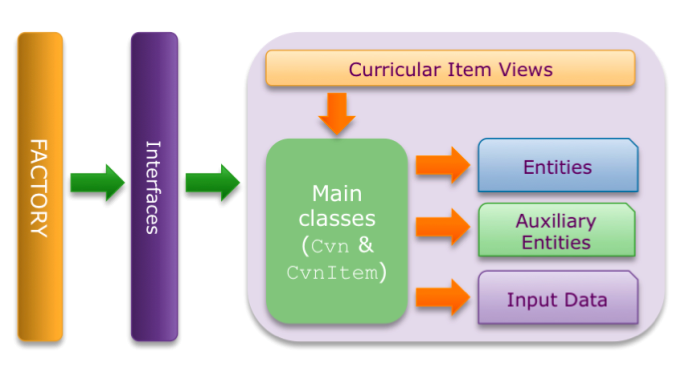 FACTORY
Interfaces
Curricular Item Views
Main
classes
(Cvn &
CvnItem)
Entities
Auxiliary
Entities
Input Data